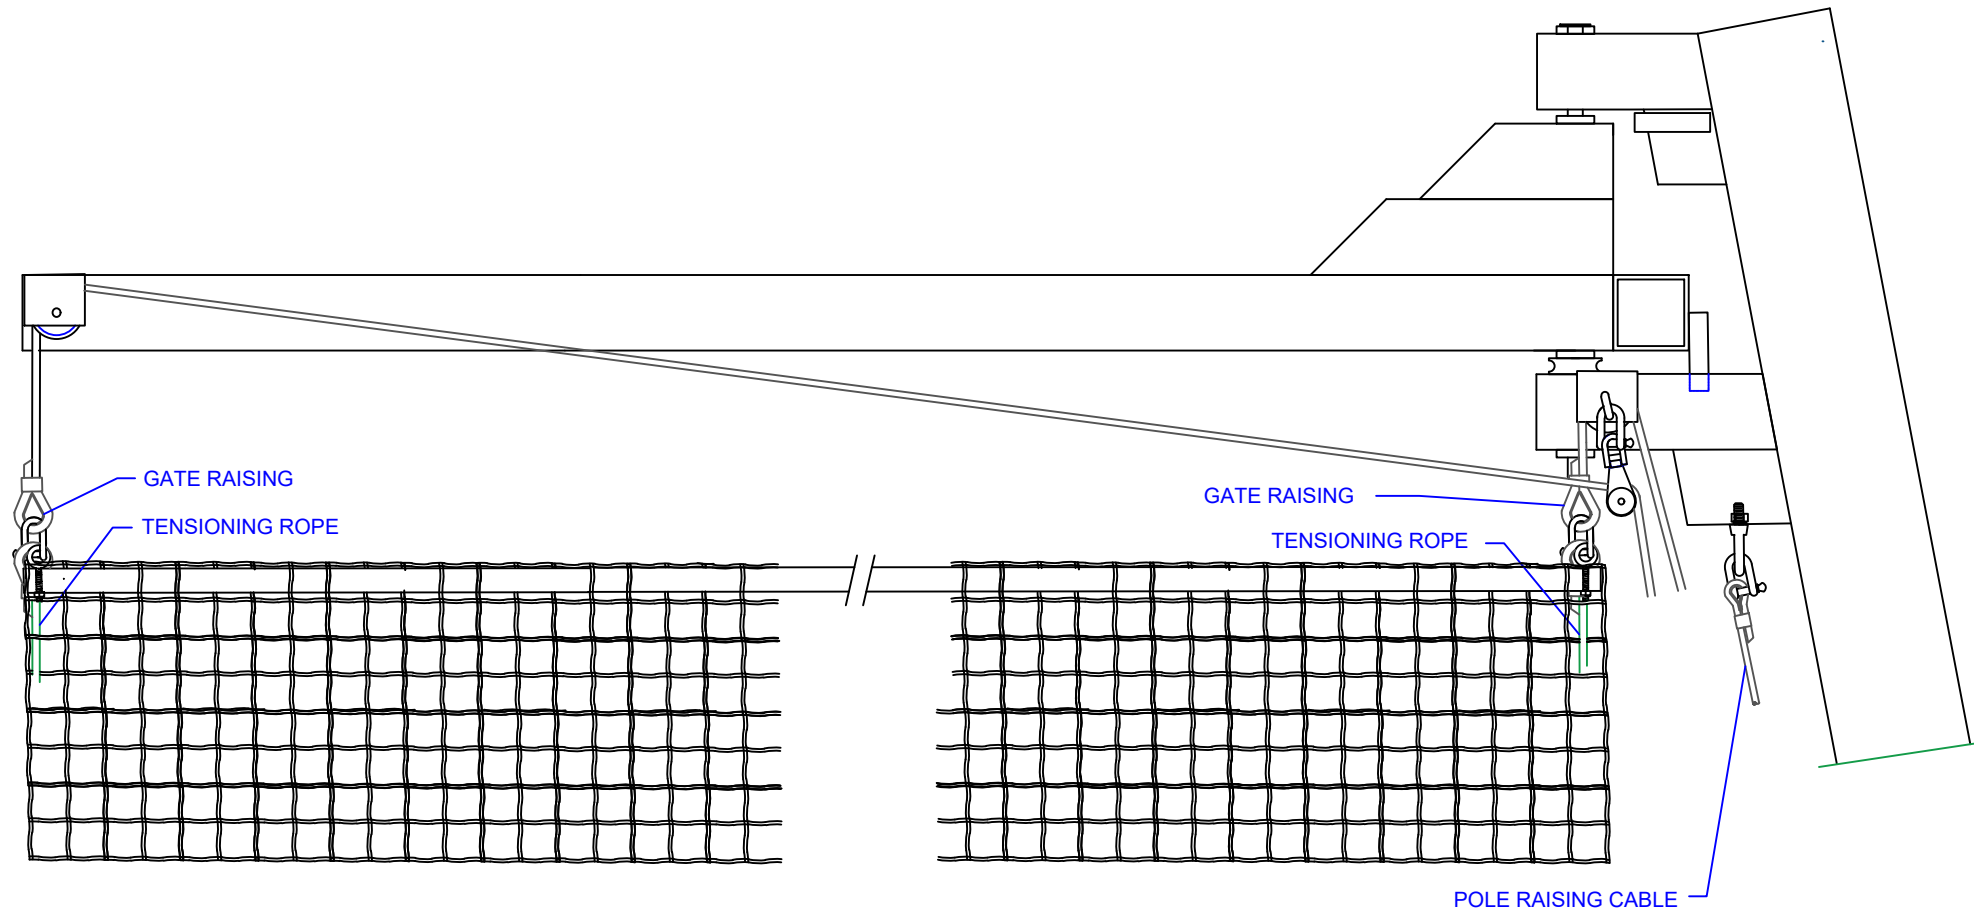 GATE RAISING
TENSIONING ROPE
GATE RAISING
TENSIONING ROPE
POLE RAISING CABLE